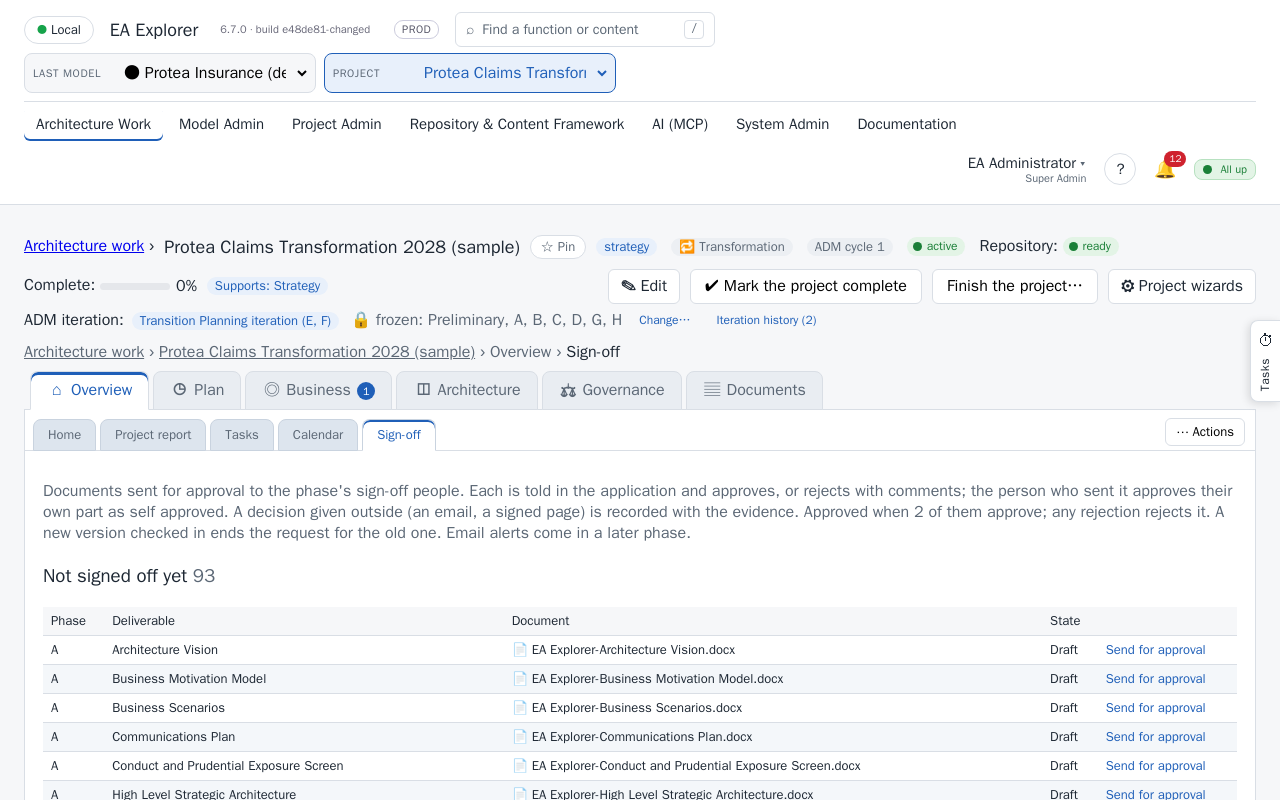 Local EA Explorer 6.7.0 · build e48de81-changed PROD Find a function or content /
LAST MODEL Protea Insurance (de PROJECT Protea Claims Transfor
Architecture Work Model Admin Project Admin Repository & Content Framework AI (MCP) System Admin Documentation
EA Administrator ▾ ? 12 All up
Super Admin
Architecture work › Protea Claims Transformation 2028 (sample) ☆ Pin strategy Transformation ADM cycle 1 active Repository: ready
Complete: 0% Supports: Strategy ✎ Edit ✔ Mark the project complete Finish the project··· ⚙ Project wizards
ADM iteration: Transition Planning iteration (E, F) frozen: Preliminary, A, B, C, D, G, H Change··· Iteration history (2)
Tasks
Architecture work › Protea Claims Transformation 2028 (sample) › Overview › Sign-off
Overview Plan Business 1 Architecture Governance Documents
Home Project report Tasks Calendar Sign-off ··· Actions
Documents sent for approval to the phase's sign-off people. Each is told in the application and approves, or rejects with comments; the person who sent it approves their
own part as self approved. A decision given outside (an email, a signed page) is recorded with the evidence. Approved when 2 of them approve; any rejection rejects it. A
new version checked in ends the request for the old one. Email alerts come in a later phase.
Not signed off yet 93
Phase Deliverable Document State
A Architecture Vision EA Explorer-Architecture Vision.docx Draft Send for approval
A Business Motivation Model EA Explorer-Business Motivation Model.docx Draft Send for approval
A Business Scenarios EA Explorer-Business Scenarios.docx Draft Send for approval
A Communications Plan EA Explorer-Communications Plan.docx Draft Send for approval
A Conduct and Prudential Exposure Screen EA Explorer-Conduct and Prudential Exposure Screen.docx Draft Send for approval
A High Level Strategic Architecture EA Explorer-High Level Strategic Architecture.docx Draft Send for approval